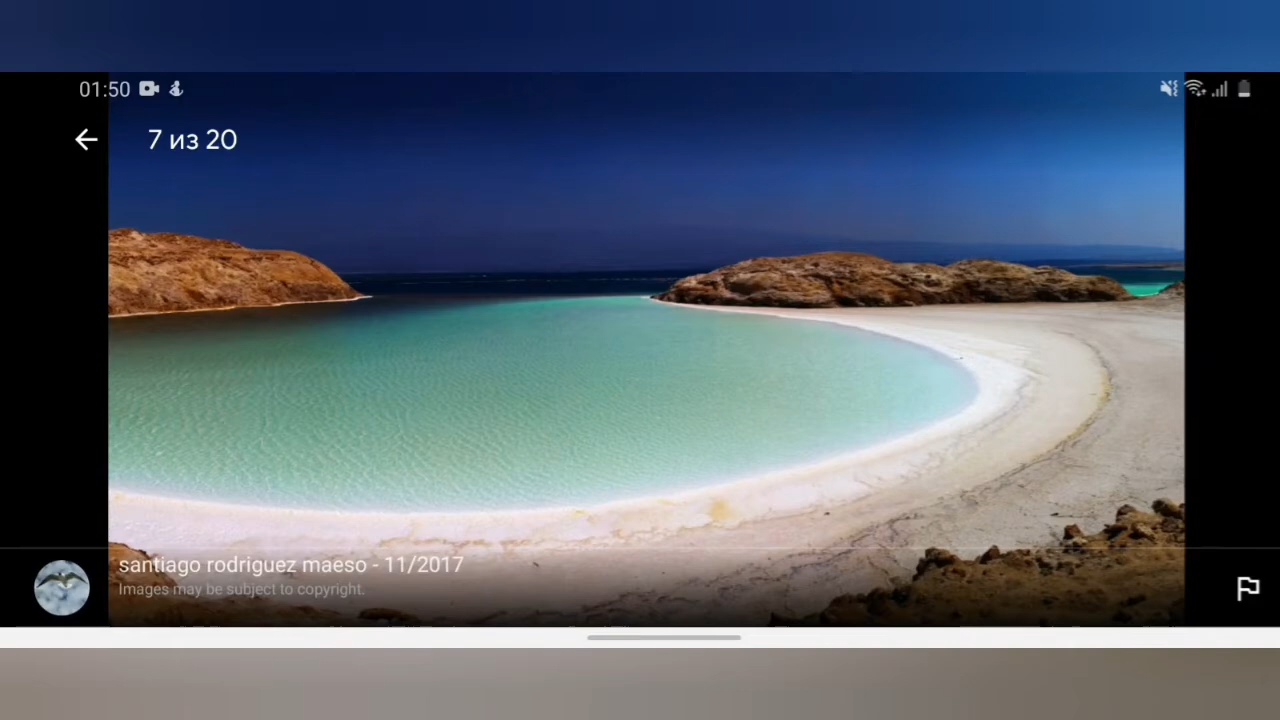 01:50
7 из 20
santiago rodriguez maeso - 11/2017
Images may be subject to copyright.